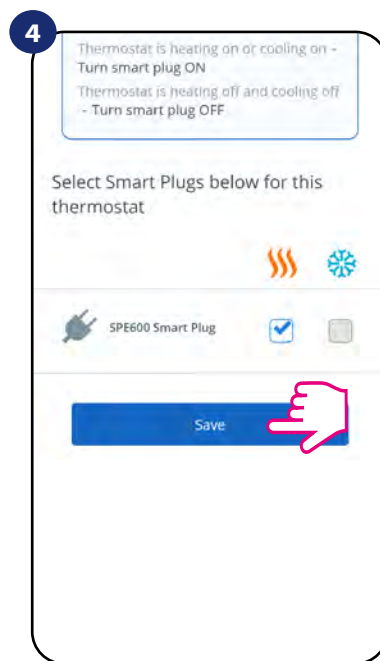 4
Thermostat is heating on or cooling on –
Turn smart plug ON
Thermostat is heating off and cooling off
- Turn smart plug OFF
Select Smart Plugs below for this
thermostat
SPE600 Smart Plug
Save